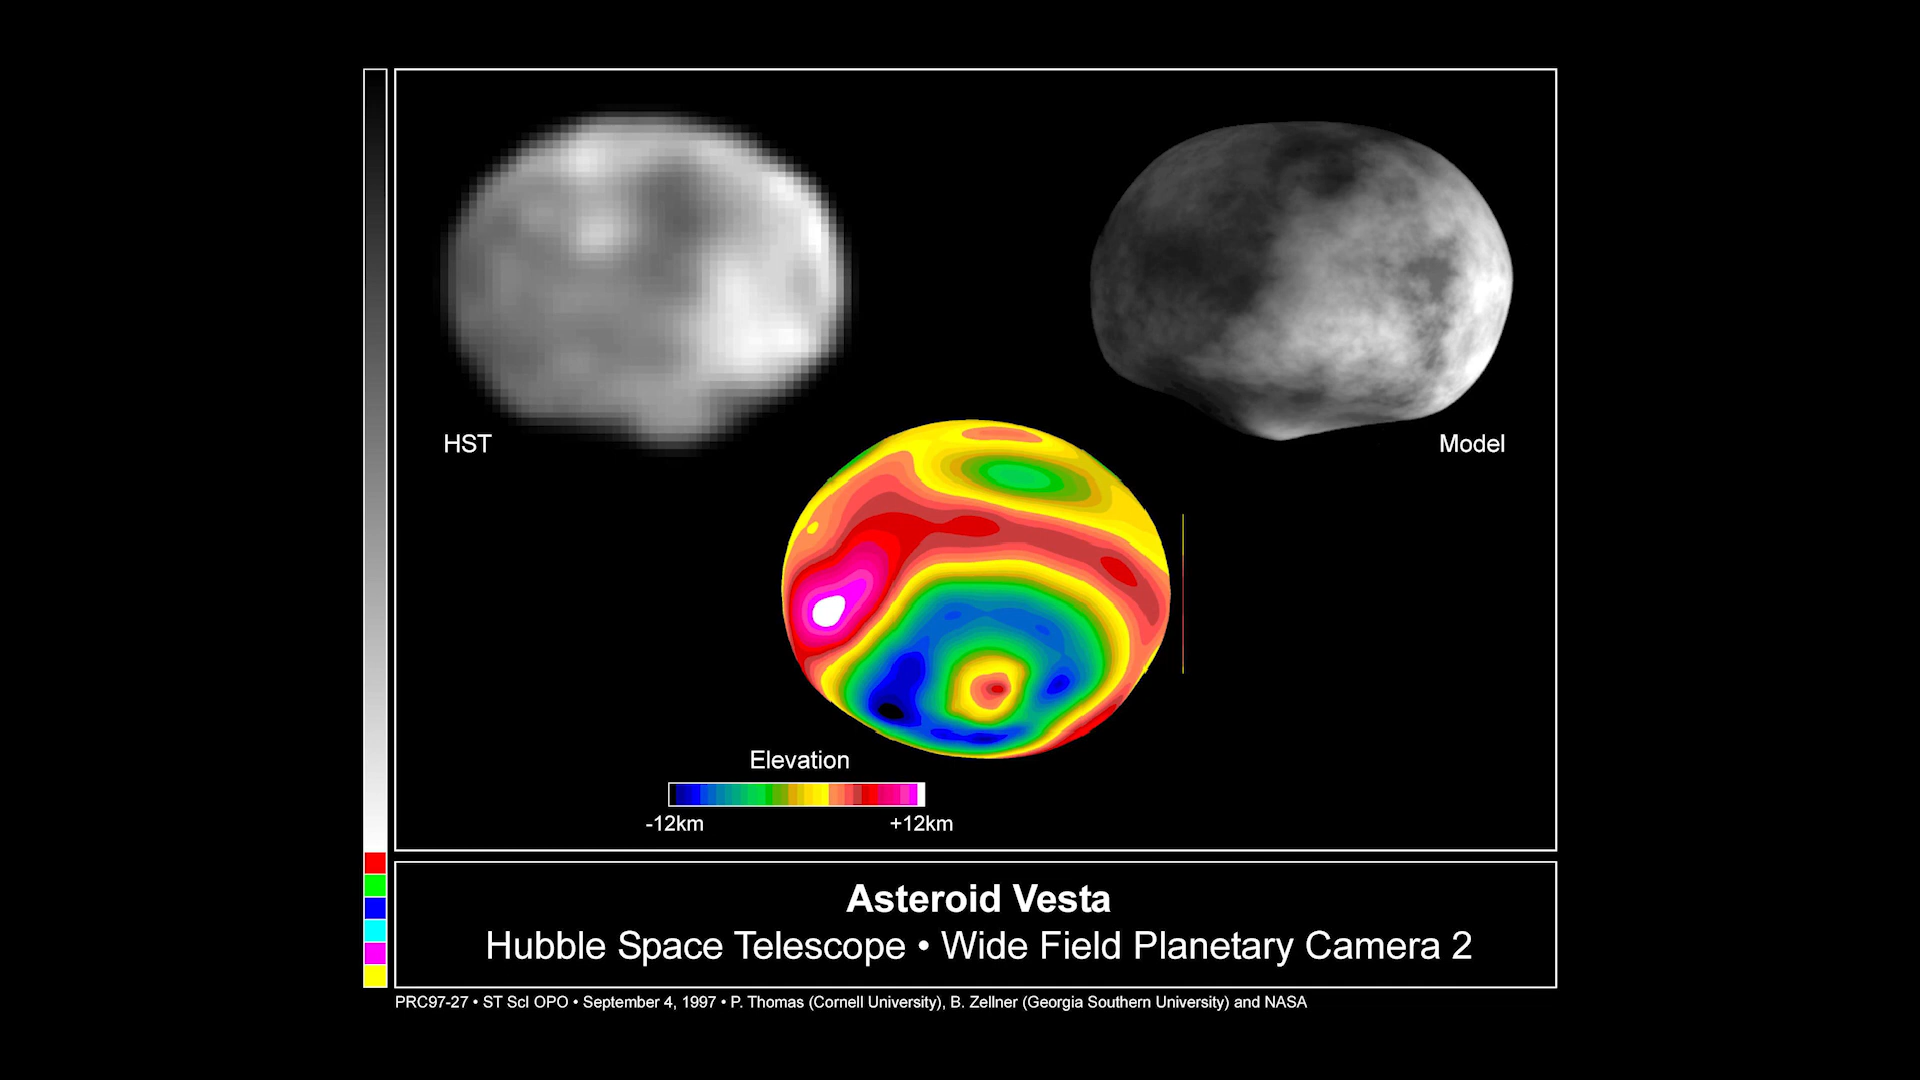 HST
Model
Elevation
-12km
+12km
Asteroid Vesta
Hubble Space Telescope • Wide Field Planetary Camera 2
PRC97-27 • ST ScI OPO • September 4, 1997 • P. Thomas (Cornell University), B. Zellner (Georgia Southern University) and NASA